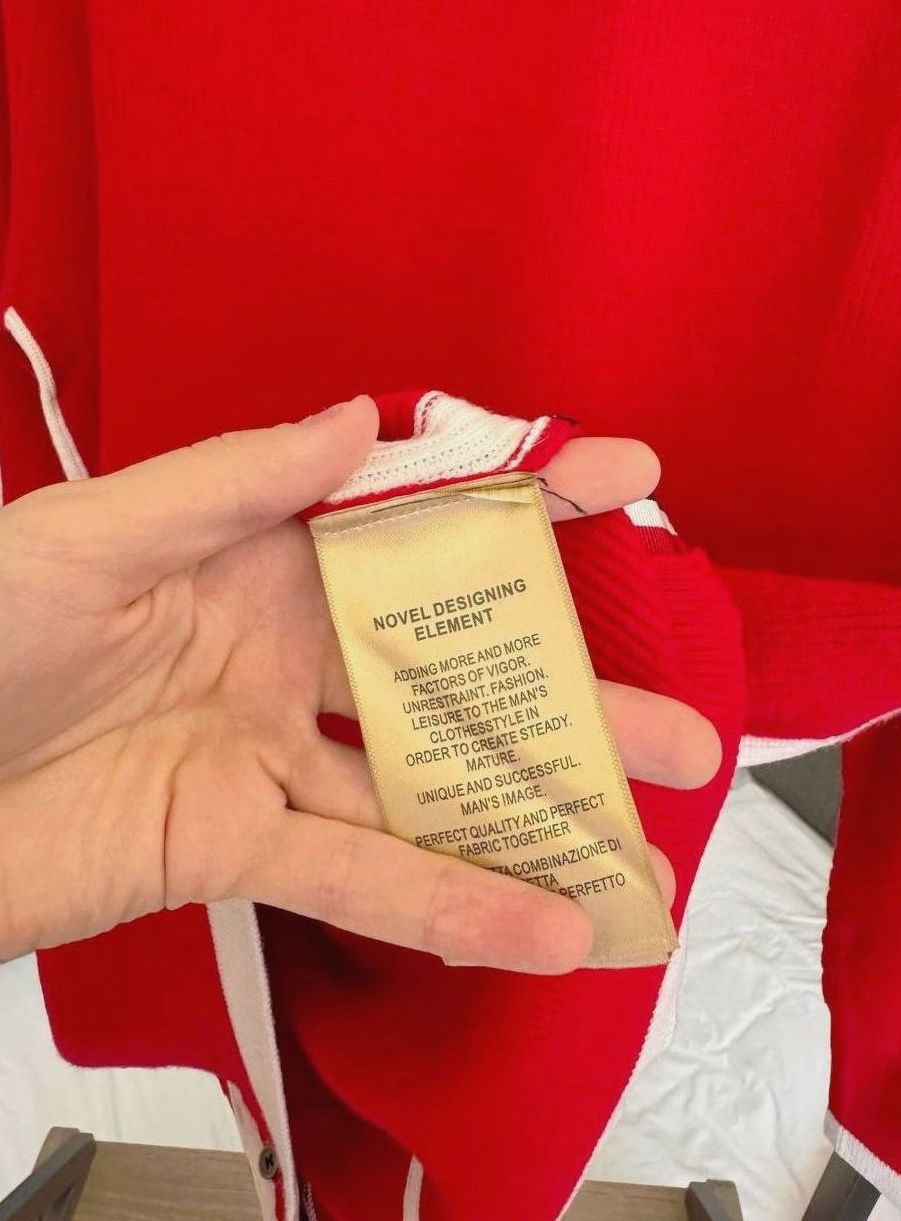 NOVEL DESIGNING
ELEMENT
ADDING MORE AND MORE
FACTORS OF VIGOR.
UNRESTRAINT. FASHION.
LEISURE TO THE MAN'S
CLOTHESSTYLE IN
ORDER TO CREATE STEADY.
MATURE.
UNIQUE AND SUCCESSFUL.
MAN'S IMAGE.
PERFECT QUALITY AND PERFECT
FABRIC TOGETHER
COMBINAZIONE DI
PERFETTO